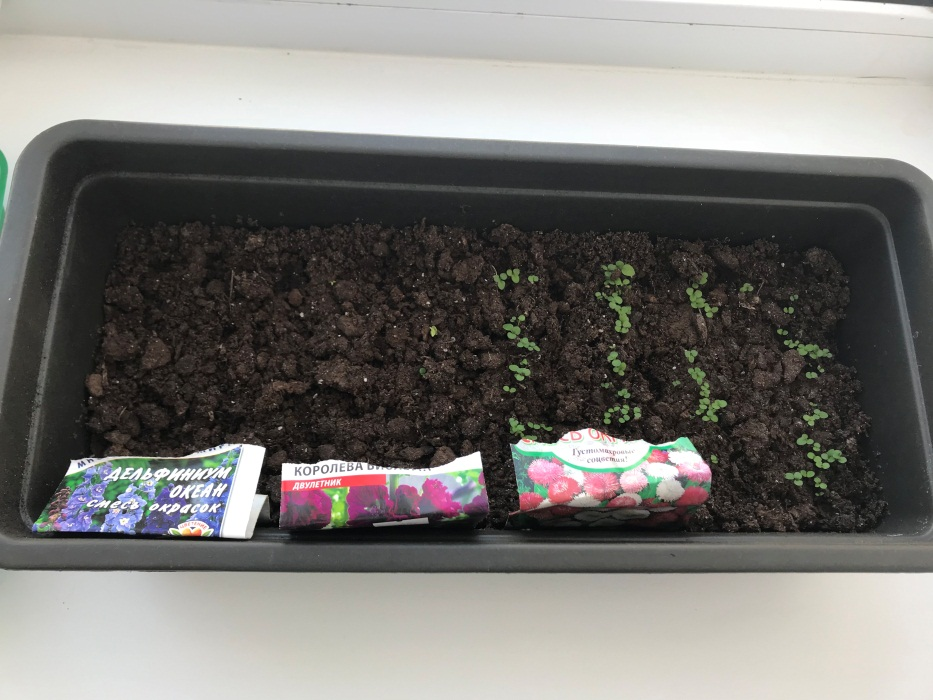 ДЕЛЬФИНИУМ
ОКЕАН
смесь окрасок
КОРОЛЕВА
ДВУЛЕТНИК
Густомахровые
соцветия!